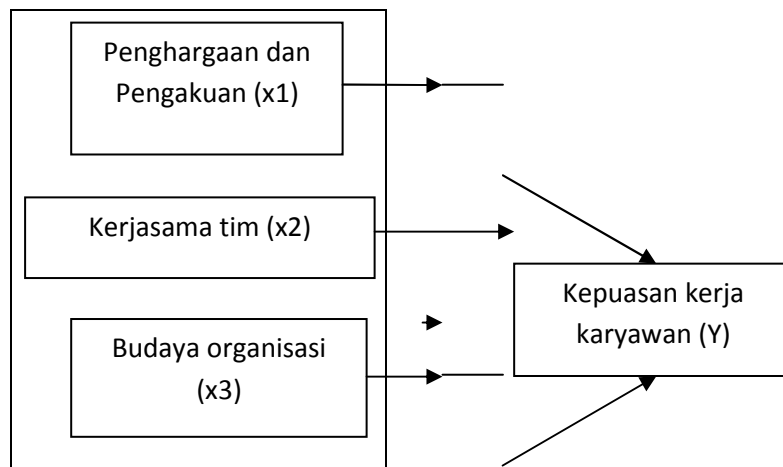 Penghargaan dan
Pengakuan (x1)
Kerjasama tim (x2)
Budaya organisasi
(x3)
Kepuasan kerja
karyawan (Y)